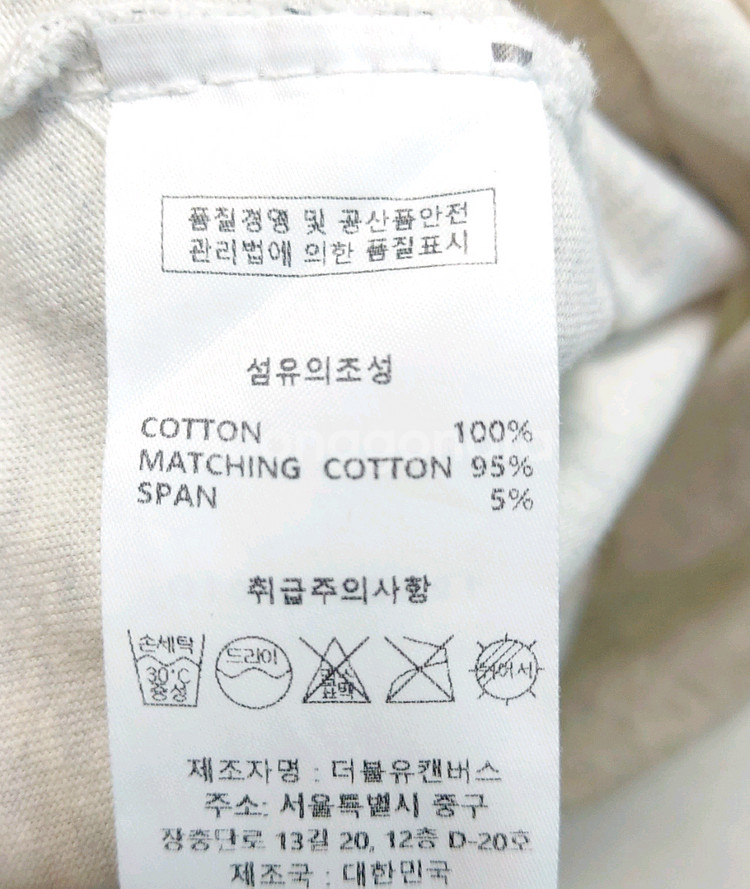 품질경영 및 공산품안전
관리법에 의한 품질표시
섬유의조성
COTTON 100%
MATCHING COTTON 95%
SPAN 5%
취급주의사항
손세탁 30°C 중성
드라이
표백
뉘어서
제조자명 : 더블유캔버스
주소: 서울특별시 중구
장충단로 13길 20, 12층 D-20호
제조국 : 대한민국